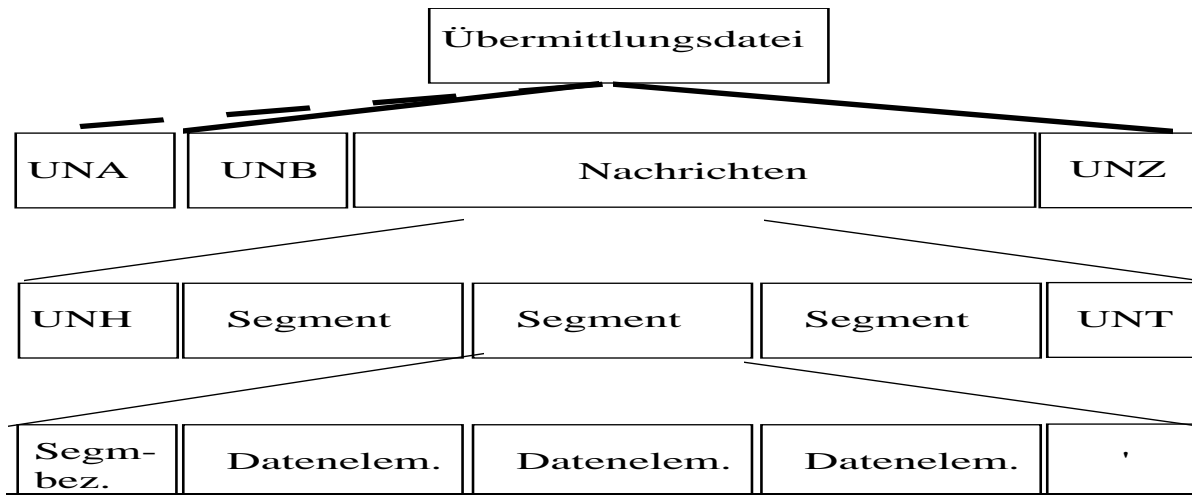 Übermittlungsdatei
UNA UNB Nachrichten UNZ
UNH Segment Segment Segment UNT
Segm-
bez. Datenelem. Datenelem. Datenelem. '